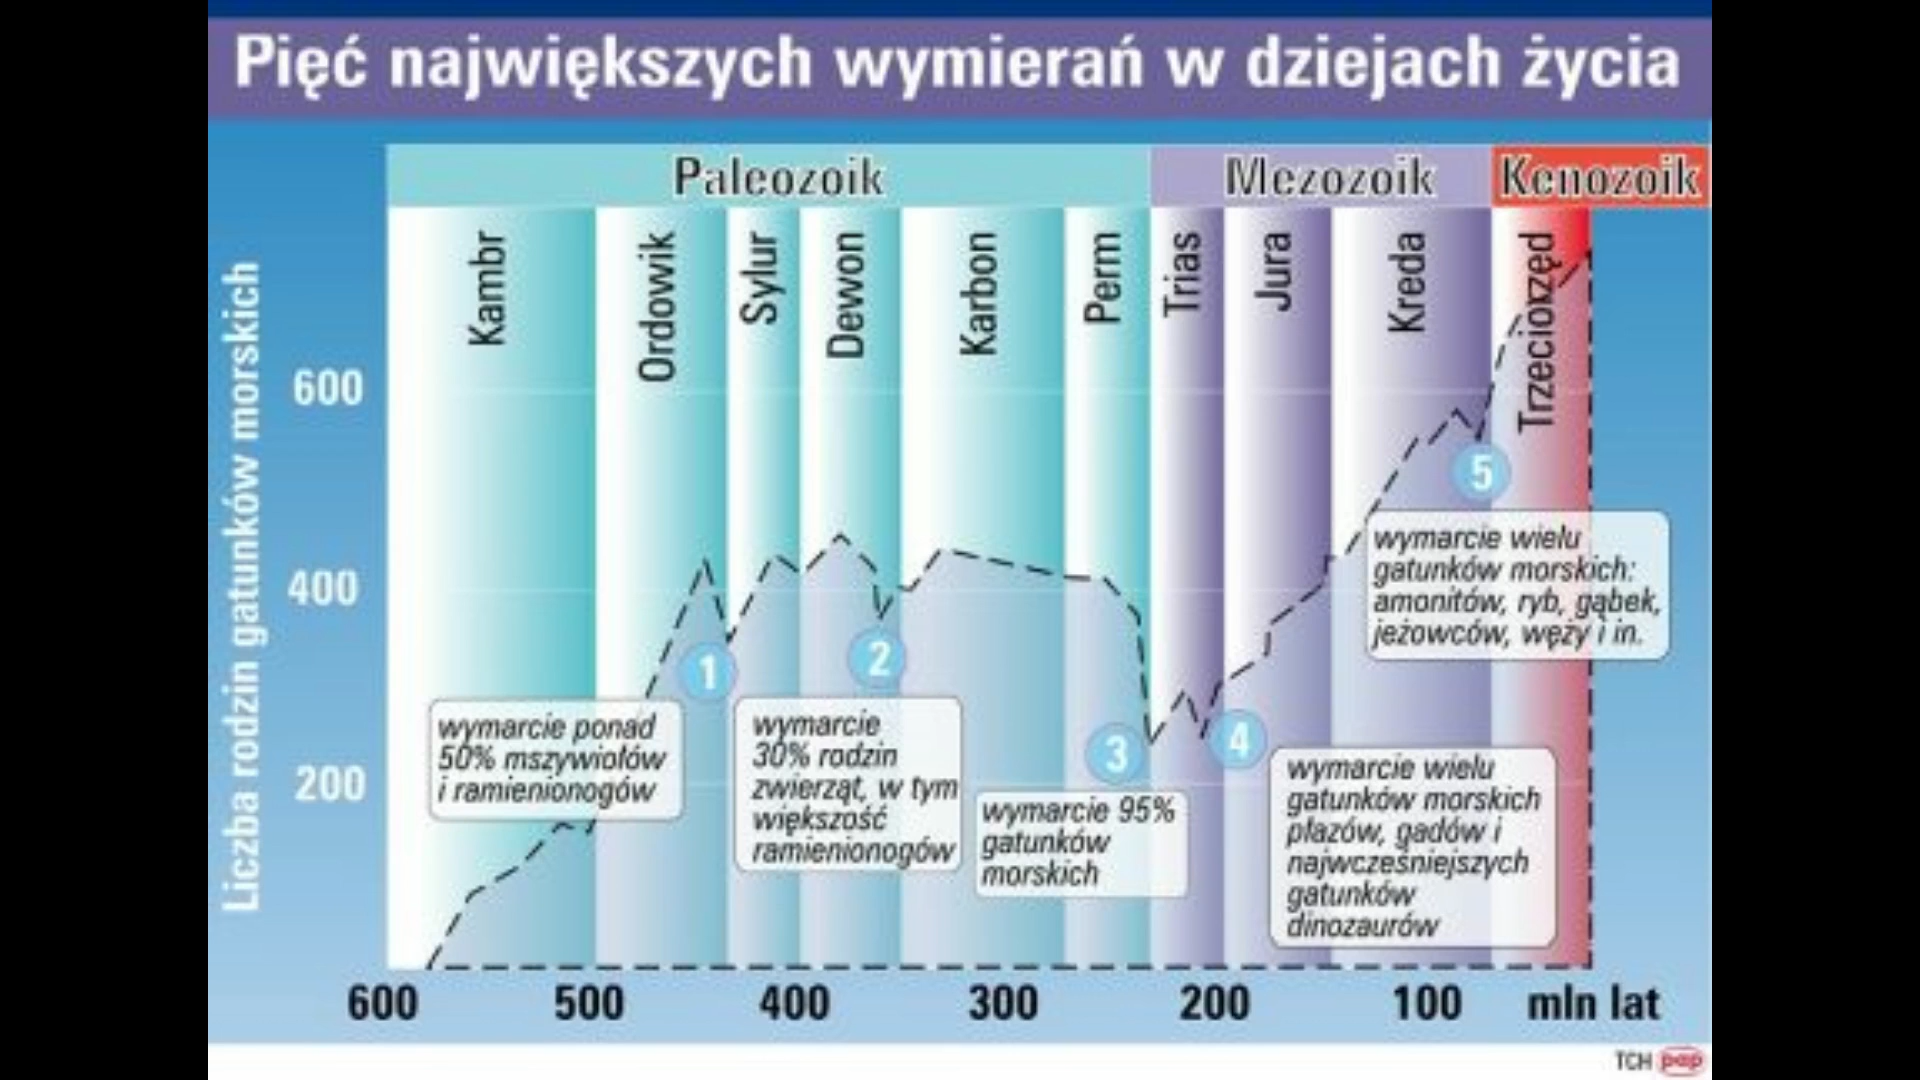 Pięć największych wymierań w dziejach życia
Paleozoik
Mezozoik
Kenozoik
Kambr
Ordowik
Sylur
Dewon
Karbon
Perm
Trias
Jura
Kreda
Trzeciorzęd
Liczba rodzin gatunków morskich
600
400
200
1
wymarcie ponad
50% mszywiołów
i ramienionogów
2
wymarcie
30% rodzin
zwierząt, w tym
większość
ramienionogów
3
wymarcie 95%
gatunków
morskich
4
wymarcie wielu
gatunków morskich
płazów, gadów i
najwcześniejszych
gatunków
dinozaurów
5
wymarcie wielu
gatunków morskich:
amonitów, ryb, gąbek,
jeżowców, węży i in.
600
500
400
300
200
100
mln lat
TCH pap